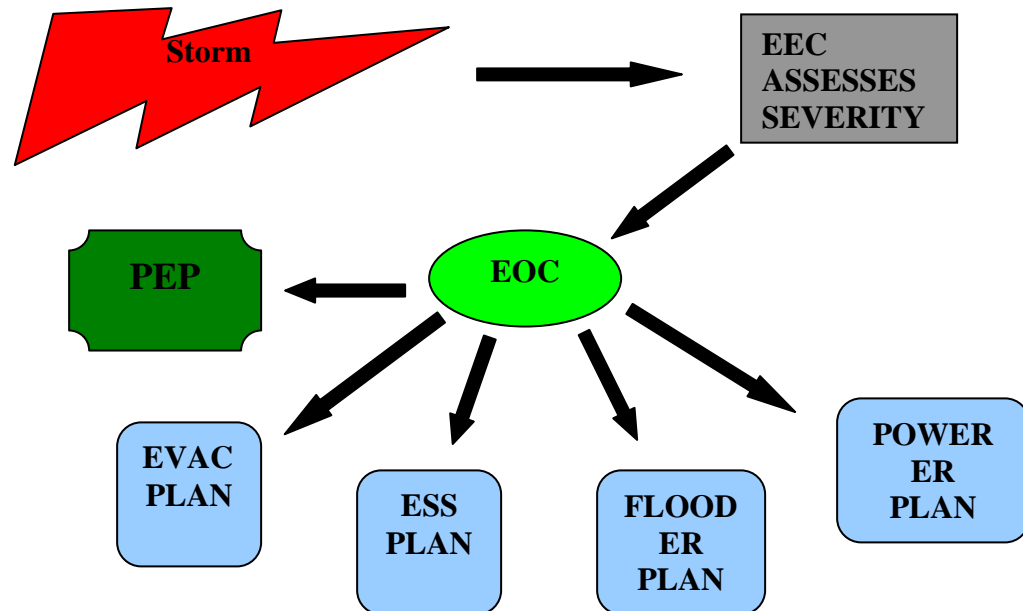 Storm
EEC
ASSESSES
SEVERITY
PEP
EOC
EVAC
PLAN
ESS
PLAN
FLOOD
ER
PLAN
POWER
ER
PLAN